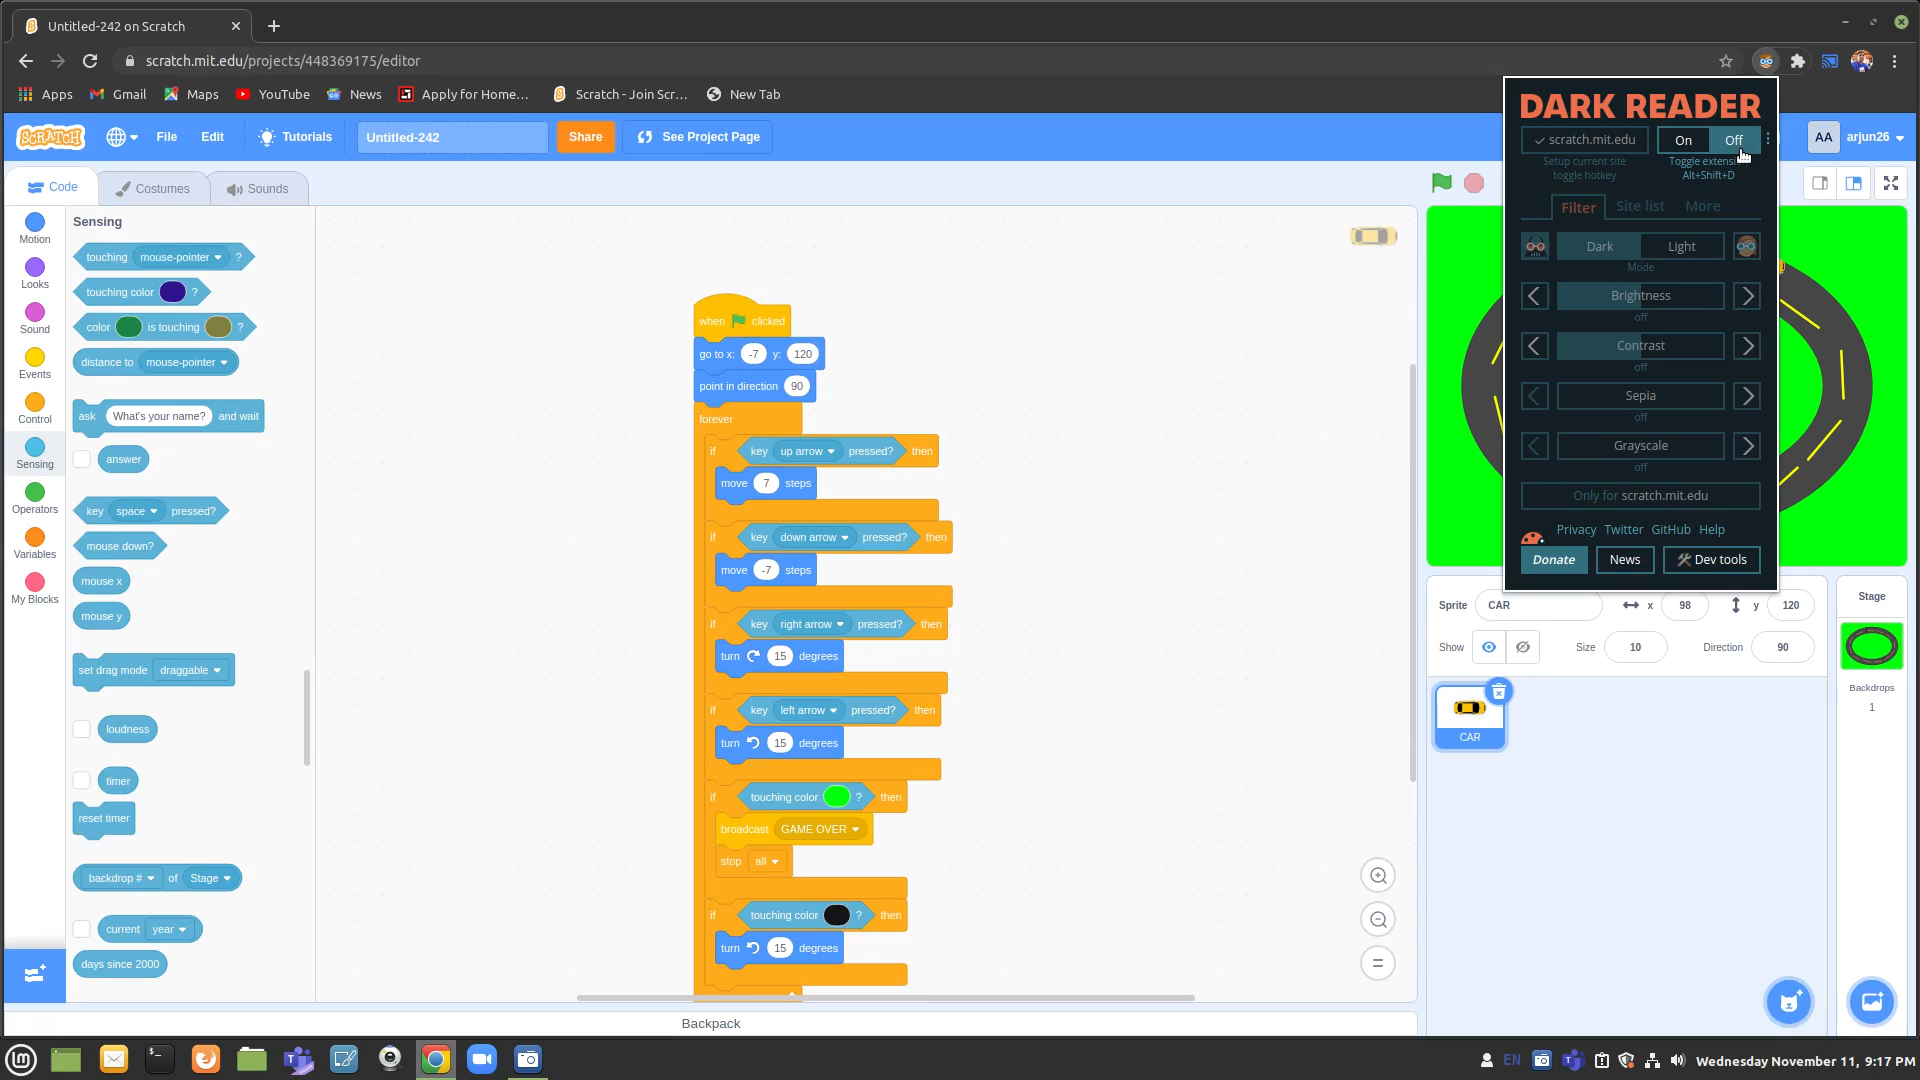 Untitled-242 on Scratch
scratch.mit.edu/projects/448369175/editor
Apps Gmail Maps YouTube News Apply for Home... Scratch - Join Scr... New Tab
SCRATCH File Edit Tutorials Untitled-242 Share See Project Page AA arjun26
Code Costumes Sounds
Motion
Looks
Sound
Events
Control
Sensing
Operators
Variables
My Blocks
Sensing
touching mouse-pointer ?
touching color ?
color is touching ?
distance to mouse-pointer
ask What's your name? and wait
answer
key space pressed?
mouse down?
mouse x
mouse y
set drag mode draggable
loudness
timer
reset timer
backdrop # of Stage
current year
days since 2000
when clicked
go to x: -7 y: 120
point in direction 90
forever
if key up arrow pressed? then
move 7 steps
if key down arrow pressed? then
move -7 steps
if key right arrow pressed? then
turn 15 degrees
if key left arrow pressed? then
turn 15 degrees
if touching color ? then
broadcast GAME OVER
stop all
if touching color ? then
turn 15 degrees
Backpack
DARK READER
scratch.mit.edu On Off
Setup current site
toggle hotkey
Toggle extensi
Alt+Shift+D
Filter Site list More
Dark Light
Mode
Brightness
off
Contrast
off
Sepia
off
Grayscale
off
Only for scratch.mit.edu
Privacy Twitter GitHub Help
Donate News Dev tools
Sprite CAR x 98 y 120
Show Size 10 Direction 90
CAR
Stage
Backdrops
1
EN Wednesday November 11, 9:17 PM